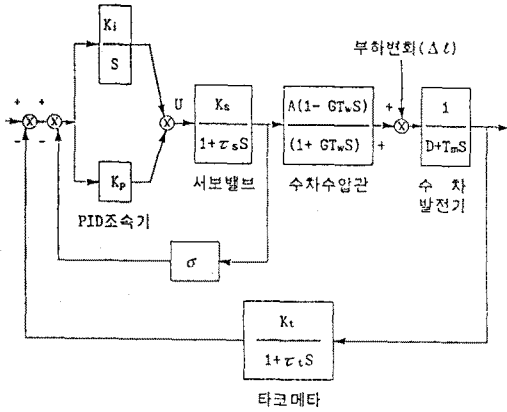 Ki
S
Kp
PID조속기
U
Ks
1+τsS
서보밸브
A(1- GTwS)
(1+ GTwS)
수차수압관
부하변화(Δℓ)
1
D+TmS
수 차
발전기
σ
Kt
1+τtS
타코메타
+
+
-
-
+
+